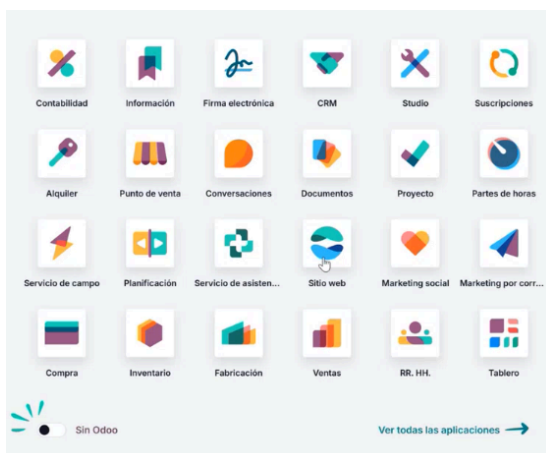 Contabilidad
Información
Firma electrónica
CRM
Studio
Suscripciones
Alquiler
Punto de venta
Conversaciones
Documentos
Proyecto
Partes de horas
Servicio de campo
Planificación
Servicio de asisten...
Sitio web
Marketing social
Marketing por corr...
Compra
Inventario
Fabricación
Ventas
RR. HH.
Tablero
Sin Odoo
Ver todas las aplicaciones